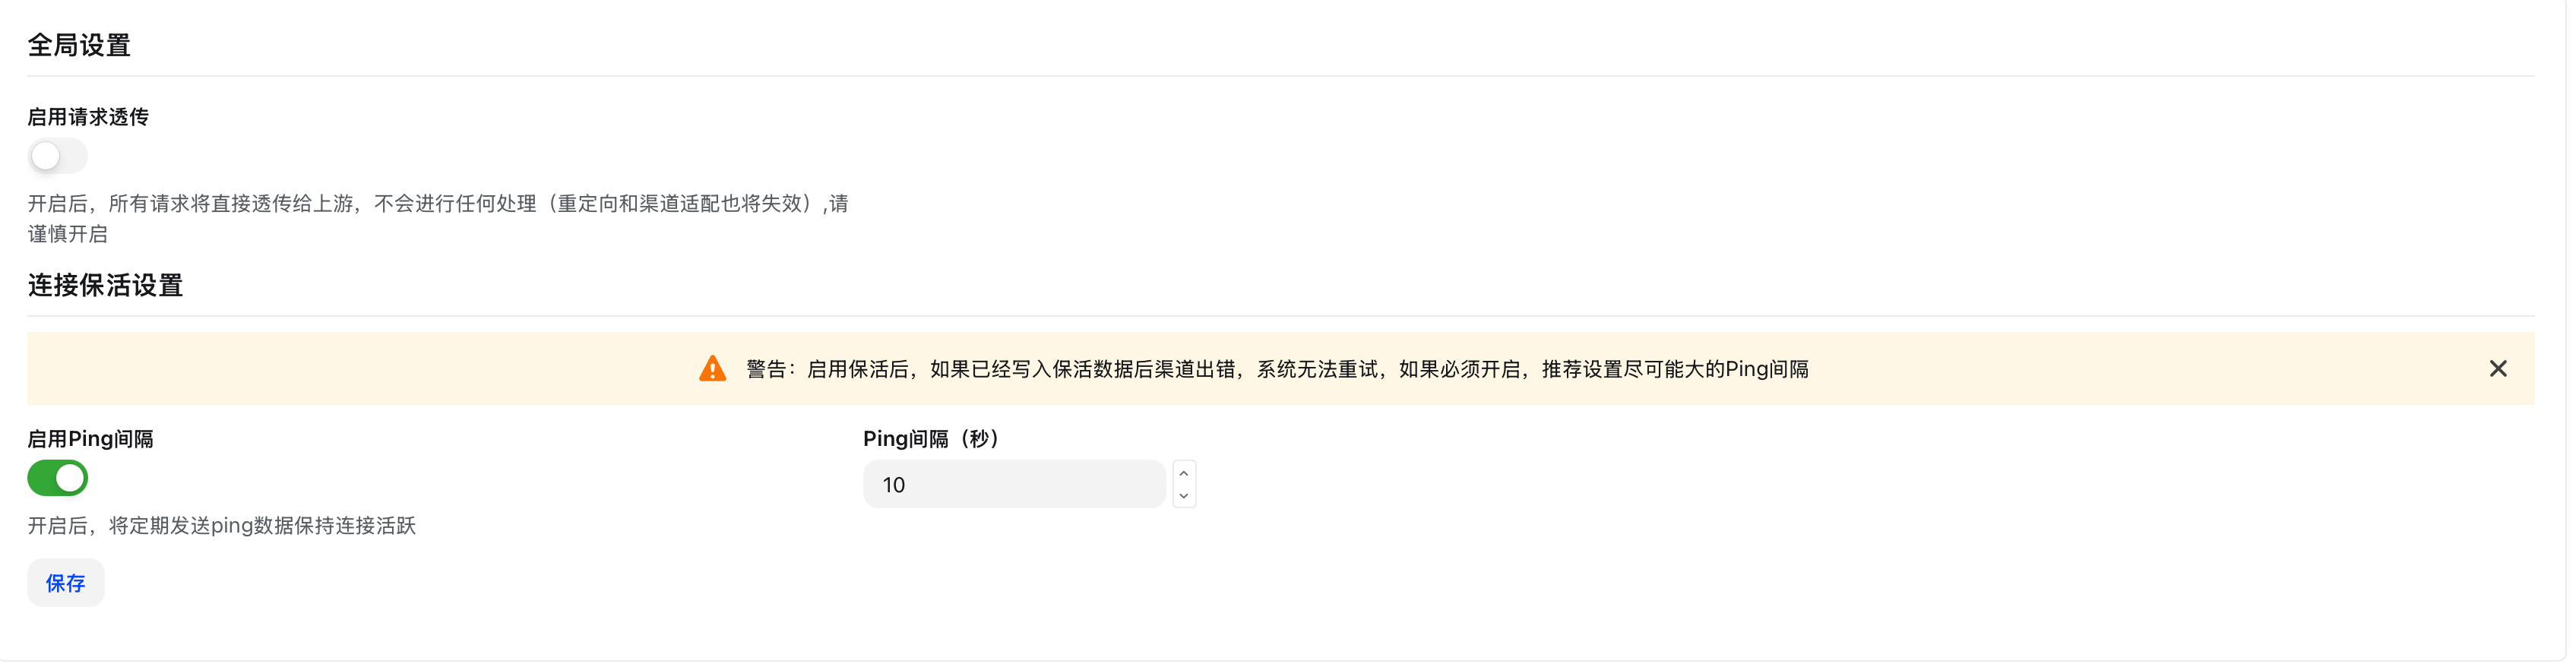 全局设置
启用请求透传
开启后，所有请求将直接透传给上游，不会进行任何处理（重定向和渠道适配也将失效）,请
谨慎开启
连接保活设置
警告：启用保活后，如果已经写入保活数据后渠道出错，系统无法重试，如果必须开启，推荐设置尽可能大的Ping间隔
启用Ping间隔
Ping间隔（秒）
10
开启后，将定期发送ping数据保持连接活跃
保存